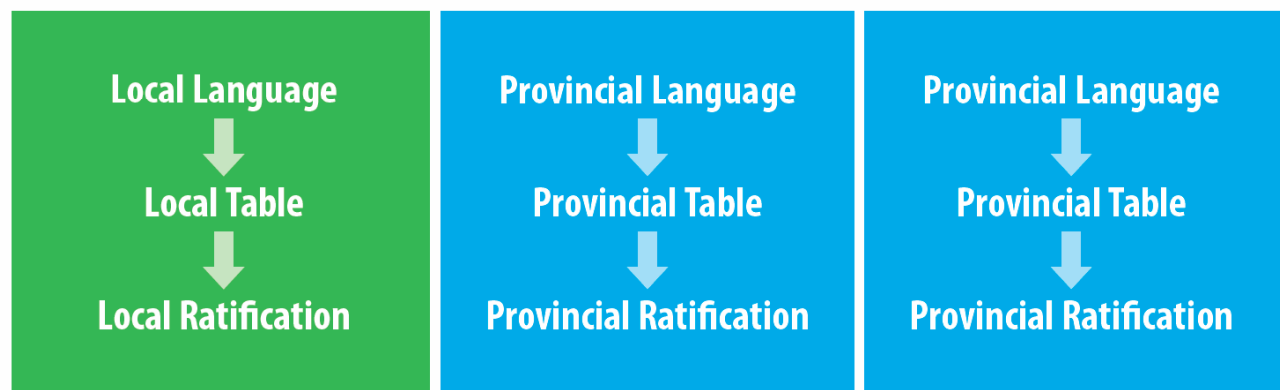 Local Language
Local Table
Local Ratification
Provincial Language
Provincial Table
Provincial Ratification
Provincial Language
Provincial Table
Provincial Ratification